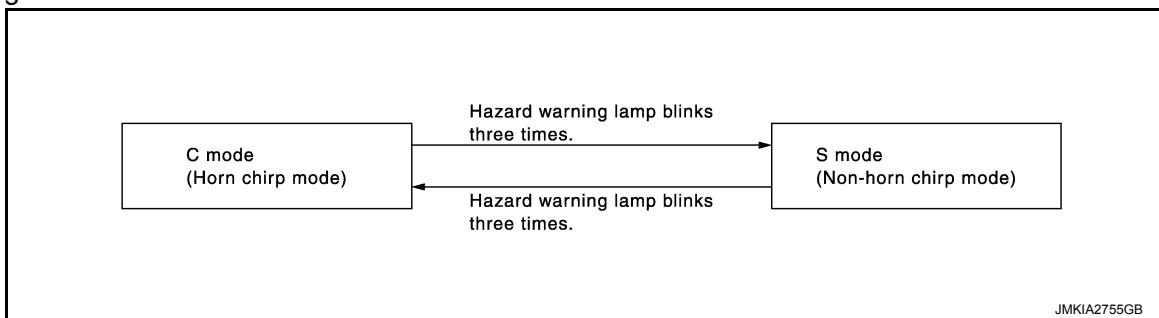 g
Hazard warning lamp blinks
three times.
C mode
(Horn chirp mode)
S mode
(Non-horn chirp mode)
Hazard warning lamp blinks
three times.
JMKIA2755GB